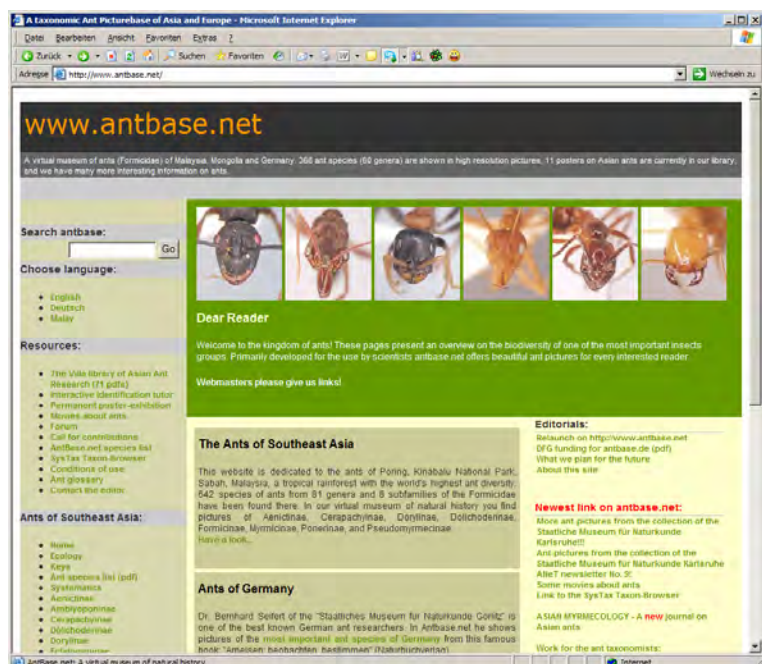 A taxonomic Ant Picturebase of Asia and Europe - Microsoft Internet Explorer
Datei Bearbeiten Ansicht Favoriten Extras ?
Zurück Suchen Favoriten
Adresse http://www.antbase.net/ Wechseln zu
www.antbase.net
A virtual museum of ants (Formicidae) of Malaysia, Mongolia and Germany. 368 ant species (60 genera) are shown in high resolution pictures, 11 posters on Asian ants are currently in our library,
and we have many more interesting information on ants.
Search antbase:
Go
Choose language:
English
Deutsch
Malay
Resources:
The Ville library of Asian Ant
Research (71 pdfs)
Interactive identification tutor
Permanent poster-exhibition
Movies about ants
Forum
Call for contributions
AntBase.net species list
SysTax Taxon-Browser
Conditions of use
Ant glossary
Contact the editor
Ants of Southeast Asia:
Home
Ecology
Keys
Ant species list (pdf)
Systematics
Aenictinae
Amblyoponinae
Cerapachyinae
Dolichoderinae
Dorylinae
Dear Reader
Welcome to the kingdom of ants! These pages present an overview on the biodiversity of one of the most important insects
groups. Primarily developed for the use by scientists antbase.net offers beautiful ant pictures for every interested reader.
Webmasters please give us links!
The Ants of Southeast Asia
This website is dedicated to the ants of Poring, Kinabalu National Park,
Sabah, Malaysia, a tropical rainforest with the world's highest ant diversity.
642 species of ants from 81 genera and 8 subfamilies of the Formicidae
have been found there. In our virtual museum of natural history you find
pictures of Aenictinae, Cerapachyinae, Dorylinae, Dolichoderinae,
Formicinae, Myrmicinae, Ponerinae, and Pseudomyrmecinae.
Have a look...
Ants of Germany
Dr. Bernhard Seifert of the "Staatliches Museum für Naturkunde Görlitz" is
one of the best known German ant researchers. In Antbase.net he shows
pictures of the most important ant species of Germany from this famous
book "Ameisen: beobachten, bestimmen" (Naturbuchverlag)
Editorials:
Relaunch on http://www.antbase.net
DFG funding for antbase.de (pdf)
What we plan for the future
About this site
Newest link on antbase.net:
More ant pictures from the collection of the
Staatliche Museum für Naturkunde
Karlsruhe!!!
Ant pictures from the collection of the
Staatliche Museum für Naturkunde Karlsruhe
ANeT newsletter No. 9!
Some movies about ants
Link to the SysTax Taxon-Browser
ASIAN MYRMECOLOGY - A new journal on
Asian ants
Work for the ant taxonomers:
AntBase.net: A virtual museum of natural history
Internet